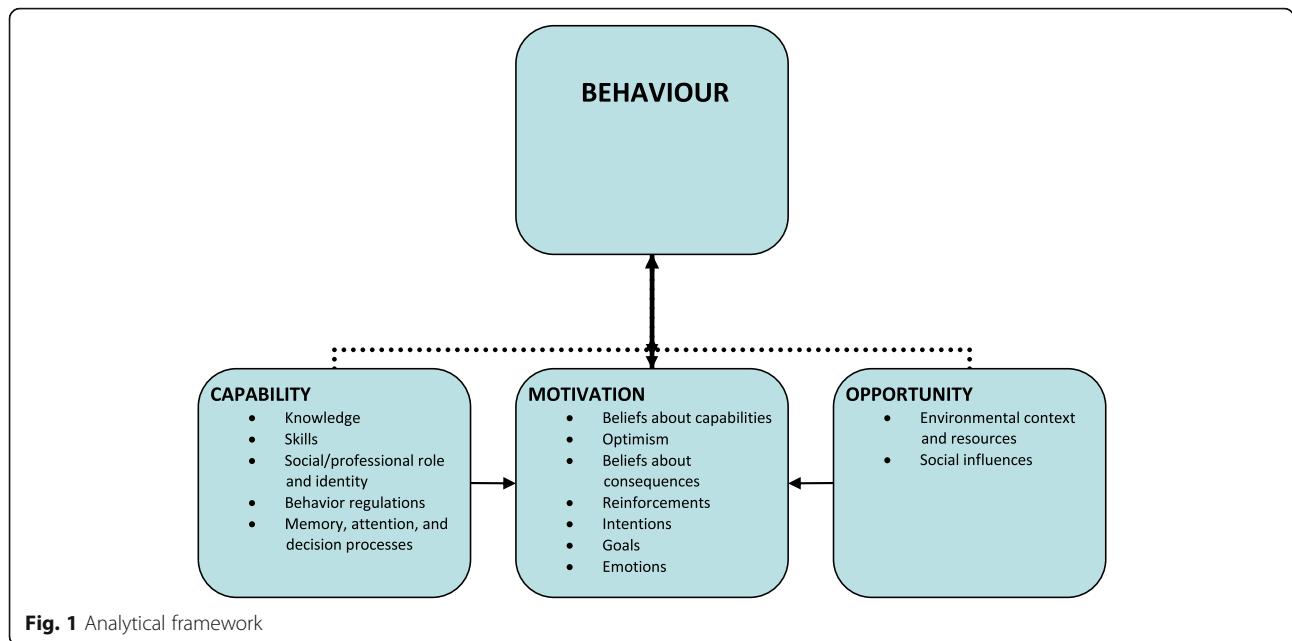 BEHAVIOUR
CAPABILITY
• Knowledge
• Skills
• Social/professional role
and identity
• Behavior regulations
• Memory, attention, and
decision processes
MOTIVATION
• Beliefs about capabilities
• Optimism
• Beliefs about
consequences
• Reinforcements
• Intentions
• Goals
• Emotions
OPPORTUNITY
• Environmental context
and resources
• Social influences
Fig. 1 Analytical framework